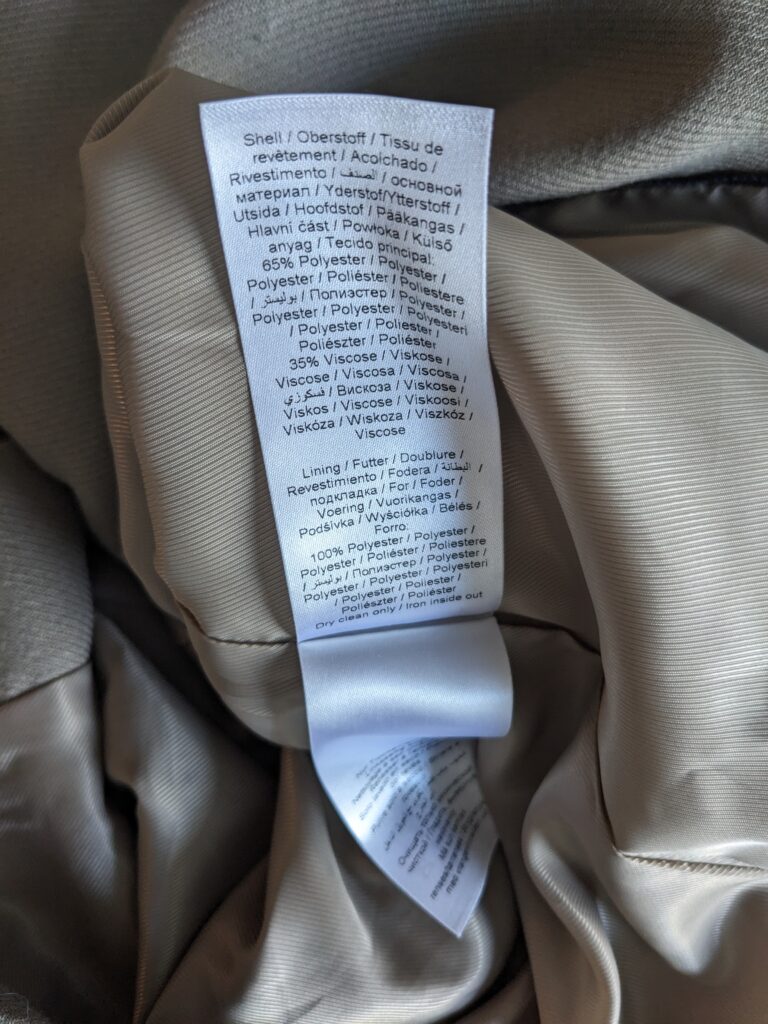 Shell / Oberstoff / Tissu de
revêtement / Acolchado /
Rivestimento / الصدف / основной
материал / Yderstof/Ytterstoff /
Utsida / Hoofdstof / Pääkangas /
Hlavní část / Powłoka / Külső
anyag / Tecido principal:
65% Polyester / Polyester /
Polyester / Poliéster / Poliestere
/ بوليستر / Полиэстер / Polyester /
Polyester / Polyester / Polyesteri
/ Polyester / Poliester /
Poliészter / Poliéster
35% Viscose / Viskose /
Viscose / Viscosa / Viscosa /
فسكوزي / Вискоза / Viskose /
Viskos / Viscose / Viskoosi /
Viskóza / Wiskoza / Viszkóz /
Viscose
Lining / Futter / Doublure /
Revestimiento / Fodera / البطانة /
подкладка / For / Foder /
Voering / Vuorikangas /
Podšívka / Wyściółka / Bélés /
Forro:
100% Polyester / Polyester /
Polyester / Poliéster / Poliestere
/ بوليستر / Полиэстер / Polyester /
Polyester / Polyester / Polyesteri
/ Polyester / Poliester /
Poliészter / Poliéster
Dry clean only / Iron inside out